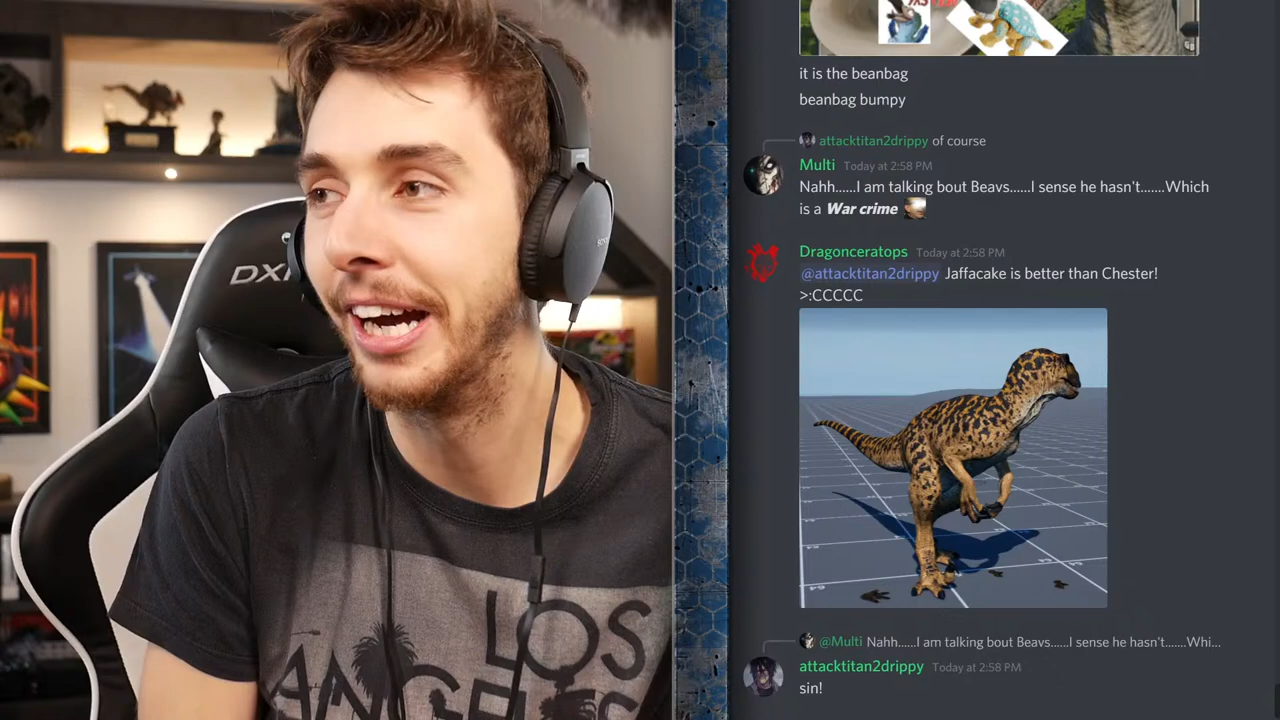 it is the beanbag
beanbag bumpy
attacktitan2drippy of course
Multi Today at 2:58 PM
Nahh......I am talking bout Beavs......I sense he hasn't.......Which
is a War crime
Dragonceratops Today at 2:58 PM
@attacktitan2drippy Jaffacake is better than Chester!
>:CCCCC
@Multi Nahh......I am talking bout Beavs......I sense he hasn't.......Whi...
attacktitan2drippy Today at 2:58 PM
sin!
DXR
SONY
LOS
ANGELES